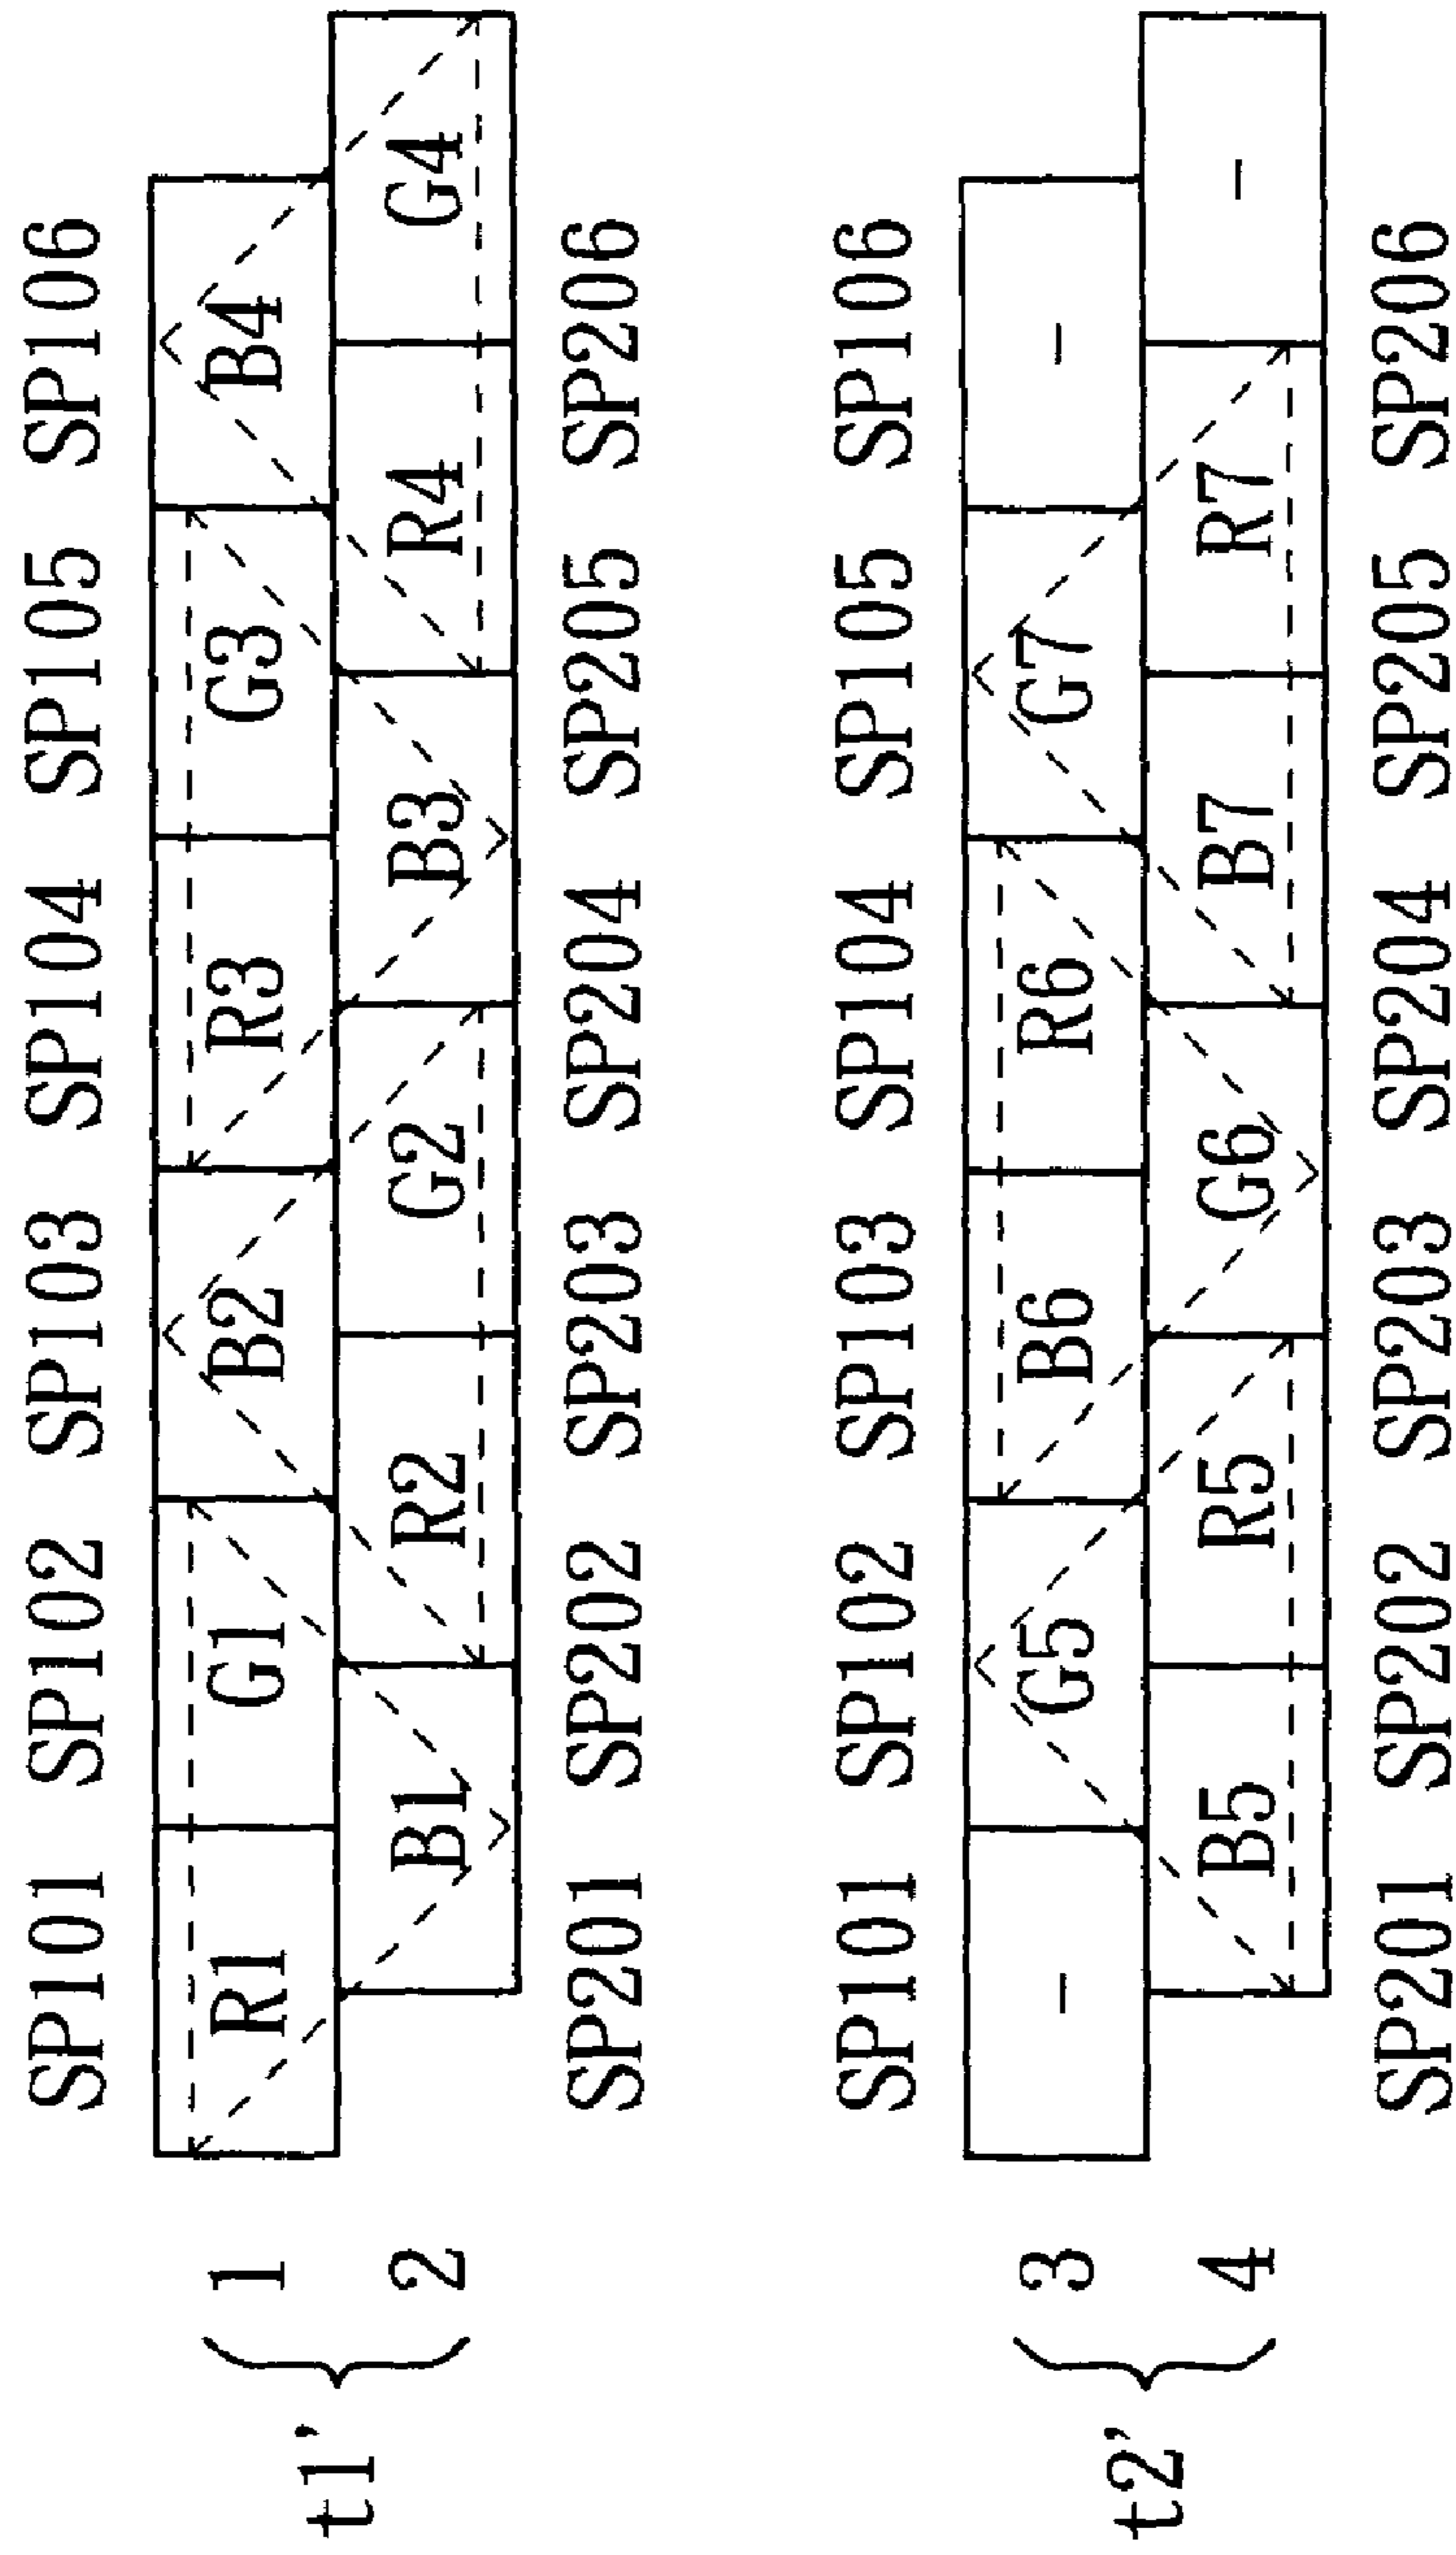 SP101 SP102 SP103 SP104 SP105 SP106
t1' 1 R1 G1 B2 R3 G3 B4
2 B1 R2 G2 B3 R4 G4
SP201 SP202 SP203 SP204 SP205 SP206
SP101 SP102 SP103 SP104 SP105 SP106
t2' 3 - G5 B6 R6 G7 -
4 B5 R5 G6 B7 R7 -
SP201 SP202 SP203 SP204 SP205 SP206